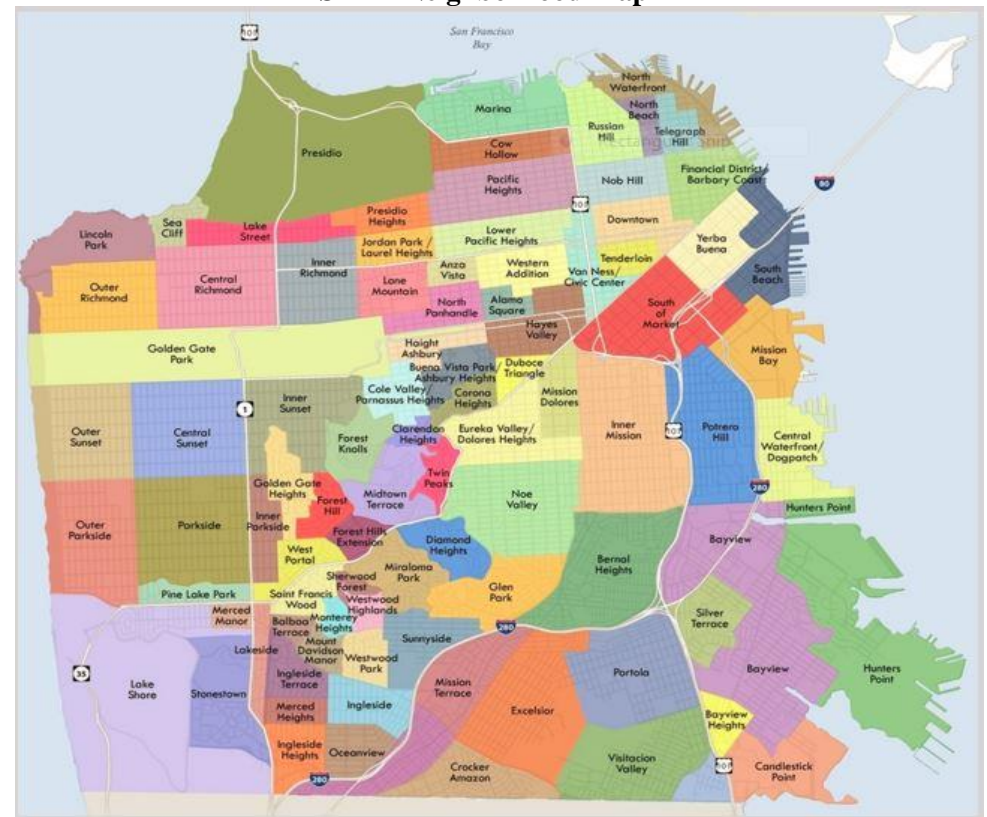 San Francisco
Bay
101
North
Waterfront
Marina
North
Beach
Russian
Hill
Telegraph
Hill
Presidio
Cow
Hollow
Pacific
Heights
Nob Hill
Financial District/
Barbary Coast
80
101
Presidio
Heights
Downtown
Sea
Cliff
Lake
Street
Lincoln
Park
Lower
Pacific Heights
Yerba
Buena
Jordan Park /
Laurel Heights
Tenderloin
Inner
Richmond
Anza
Vista
Western
Addition
Van Ness/
Civic Center
South
Beach
Outer
Richmond
Central
Richmond
Lone
Mountain
North
Panhandle
Alamo
Square
South
of
Market
Hayes
Valley
Golden Gate
Park
Haight
Ashbury
Mission
Bay
Buena Vista Park/
Ashbury Heights
Duboce
Triangle
Cole Valley/
Parnassus Heights
Corona
Heights
Mission
Dolores
1
Inner
Sunset
Outer
Sunset
Central
Sunset
Forest
Knolls
Clarendon
Heights
Eureka Valley/
Dolores Heights
Inner
Mission
101
Potrero
Hill
Central
Waterfront/
Dogpatch
Twin
Peaks
Golden Gate
Heights
Forest
Hill
Midtown
Terrace
Noe
Valley
280
Hunters Point
Outer
Parkside
Parkside
Inner
Parkside
Forest Hills
Extension
Diamond
Heights
Bayview
West
Portal
Miraloma
Park
Bernal
Heights
Sherwood
Forest
Glen
Park
Pine Lake Park
Saint Francis
Wood
Westwood
Highlands
Merced
Manor
Balboa
Terrace
Monterey
Heights
280
Silver
Terrace
Lakeside
Mount
Davidson
Manor
Sunnyside
Westwood
Park
35
Lake
Shore
Stonestown
Ingleside
Terrace
Mission
Terrace
Portola
Bayview
Hunters
Point
Merced
Heights
Ingleside
Excelsior
Bayview
Heights
Ingleside
Heights
Oceanview
280
Crocker
Amazon
Visitacion
Valley
101
Candlestick
Point